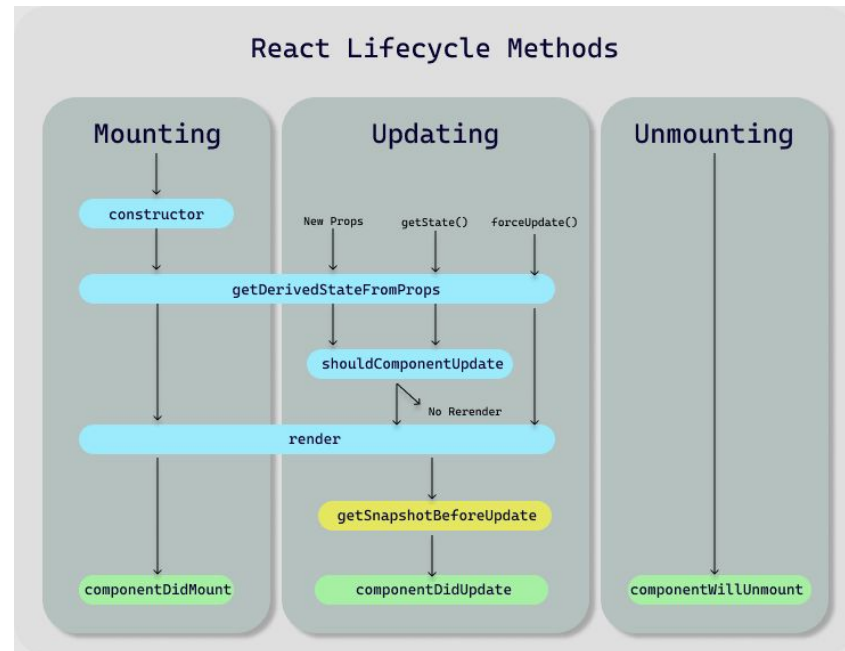 React Lifecycle Methods
Mounting
Updating
Unmounting
constructor
New Props
getState()
forceUpdate()
getDerivedStateFromProps
shouldComponentUpdate
No Rerender
render
getSnapshotBeforeUpdate
componentDidMount
componentDidUpdate
componentWillUnmount